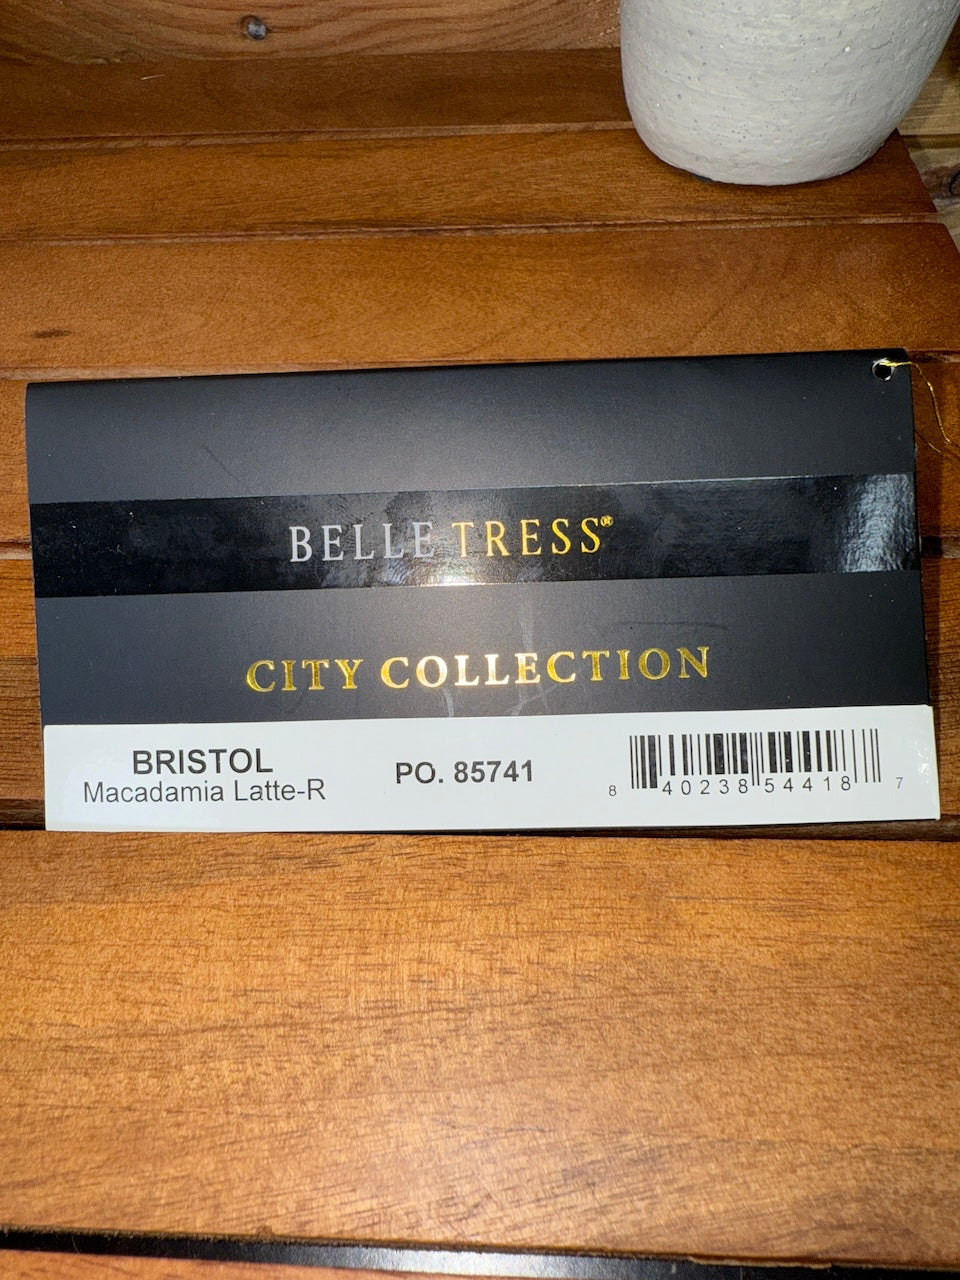 BELLE TRESS®
CITY COLLECTION
BRISTOL
Macadamia Latte-R
PO. 85741
8 40238 54418 7